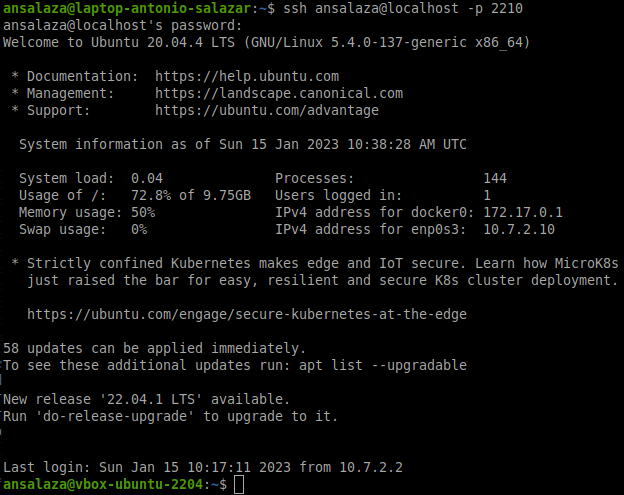 ansalaza@laptop-antonio-salazar:~$ ssh ansalaza@localhost -p 2210
ansalaza@localhost's password:
Welcome to Ubuntu 20.04.4 LTS (GNU/Linux 5.4.0-137-generic x86_64)
* Documentation:  https://help.ubuntu.com
* Management:     https://landscape.canonical.com
* Support:        https://ubuntu.com/advantage
System information as of Sun 15 Jan 2023 10:38:28 AM UTC
System load:  0.04              Processes:                144
Usage of /:   72.8% of 9.75GB   Users logged in:          1
Memory usage: 50%               IPv4 address for docker0: 172.17.0.1
Swap usage:   0%                IPv4 address for enp0s3:  10.7.2.10
* Strictly confined Kubernetes makes edge and IoT secure. Learn how MicroK8s
just raised the bar for easy, resilient and secure K8s cluster deployment.
https://ubuntu.com/engage/secure-kubernetes-at-the-edge
58 updates can be applied immediately.
To see these additional updates run: apt list --upgradable
New release '22.04.1 LTS' available.
Run 'do-release-upgrade' to upgrade to it.
Last login: Sun Jan 15 10:17:11 2023 from 10.7.2.2
ansalaza@vbox-ubuntu-2204:~$